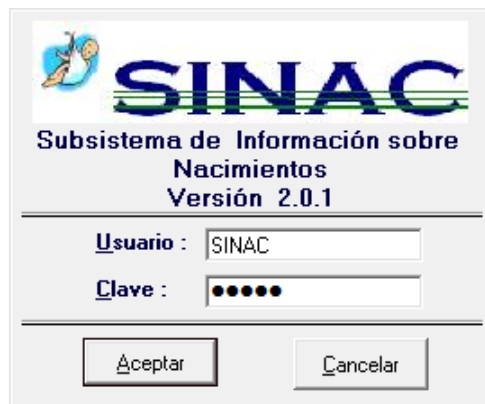 SINAC
Subsistema de Información sobre
Nacimientos
Versión 2.0.1
Usuario : SINAC
Clave : ●●●●●
Aceptar Cancelar